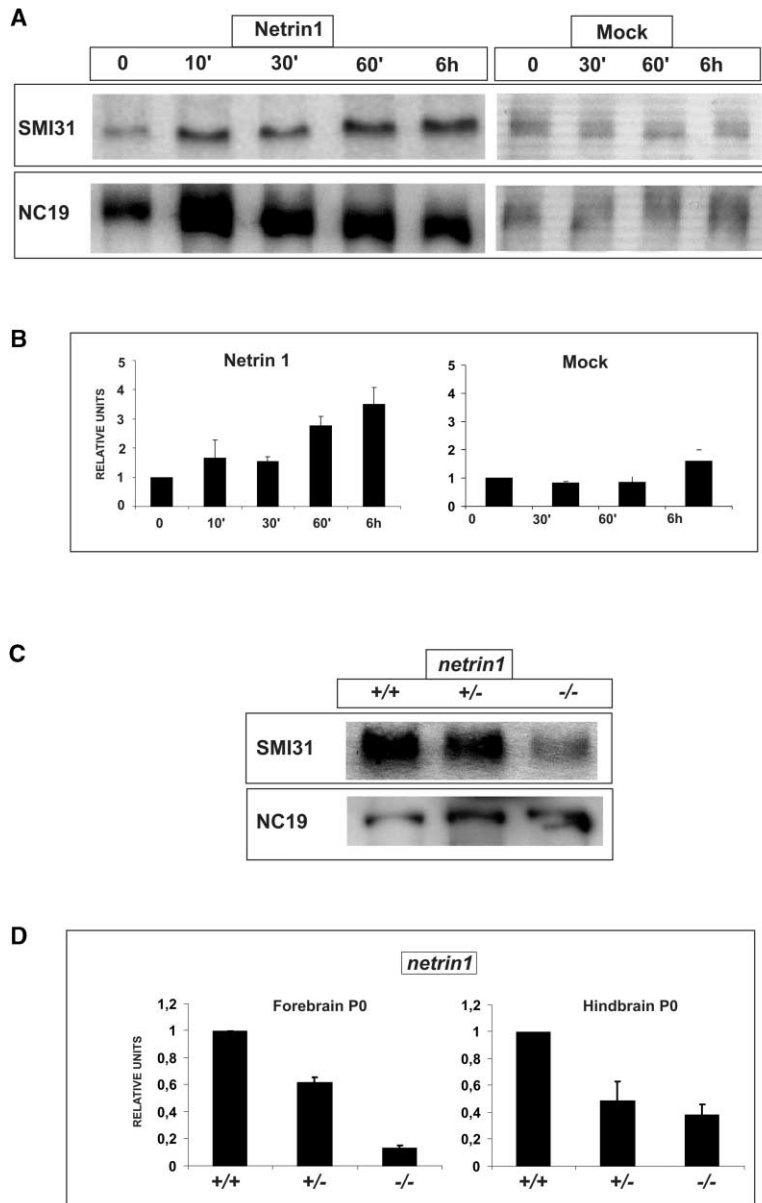 A
Netrin1 Mock
0 10' 30' 60' 6h 0 30' 60' 6h
SMI31
NC19
B
Netrin 1 Mock
RELATIVE UNITS
5 5
4 4
3 3
2 2
1 1
0 0
0 10' 30' 60' 6h 0 30' 60' 6h
C
netrin1
+/+ +/- -/-
SMI31
NC19
D
netrin1
Forebrain P0 Hindbrain P0
RELATIVE UNITS
1,2 1,2
1 1
0,8 0,8
0,6 0,6
0,4 0,4
0,2 0,2
0 0
+/+ +/- -/- +/+ +/- -/-